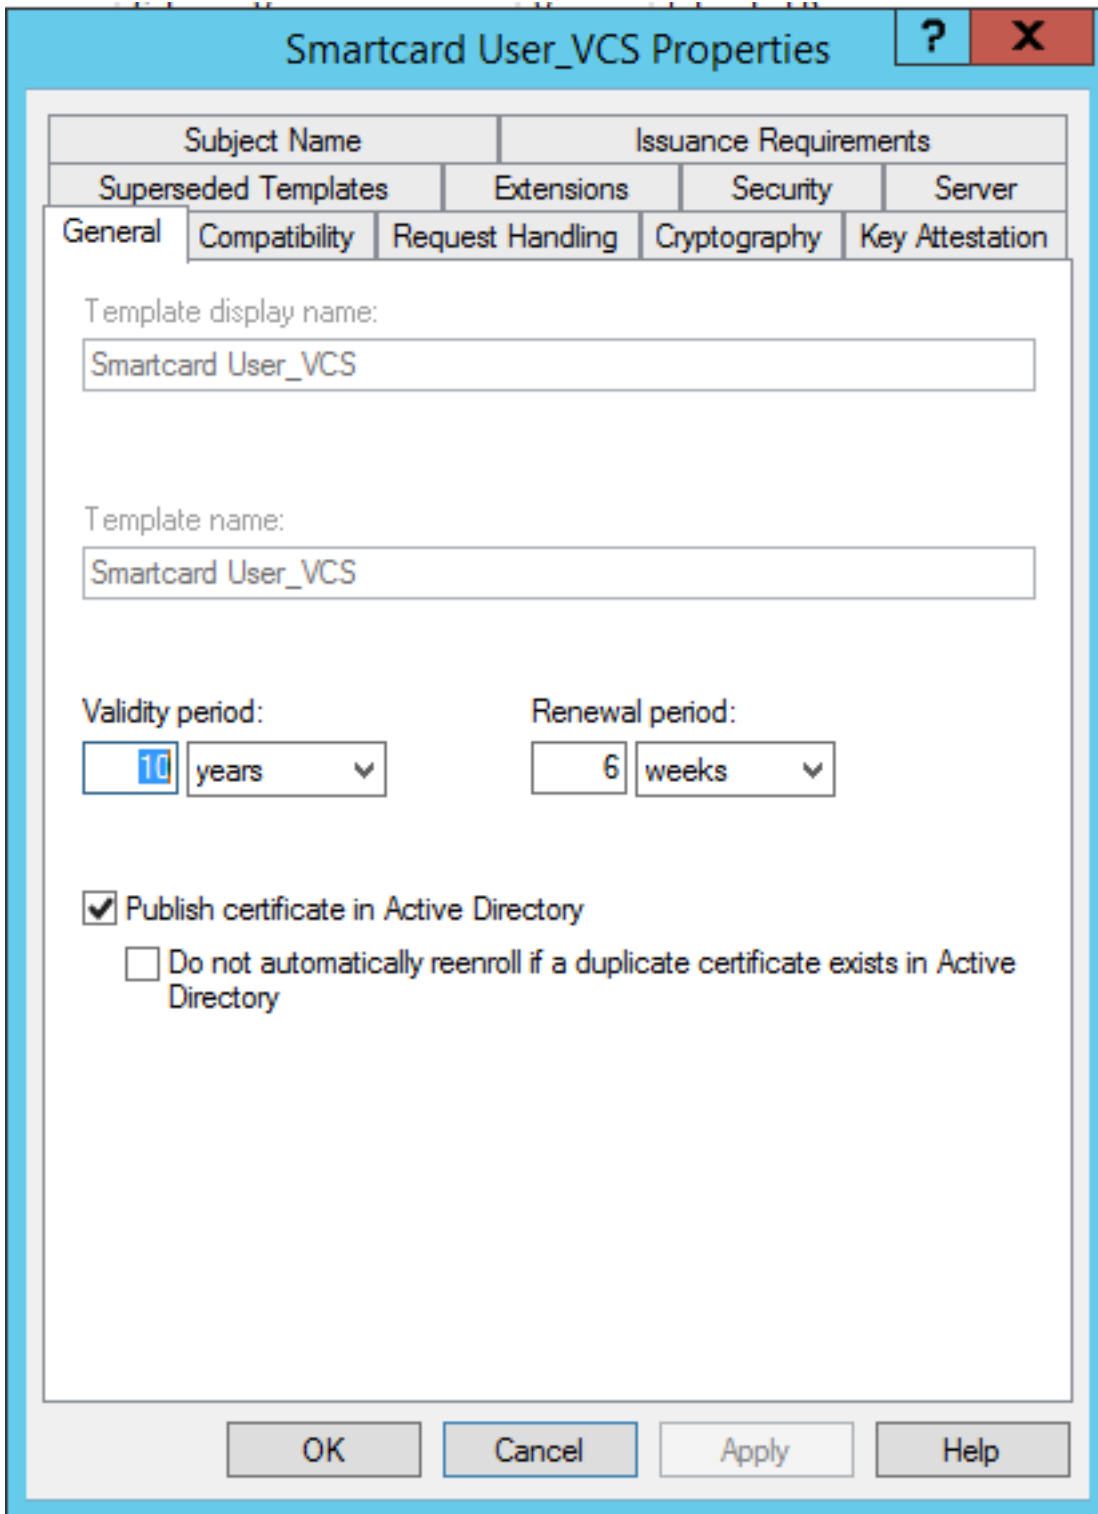 Smartcard User_VCS Properties
?
X
Subject Name
Issuance Requirements
Superseded Templates
Extensions
Security
Server
General
Compatibility
Request Handling
Cryptography
Key Attestation
Template display name:
Smartcard User_VCS
Template name:
Smartcard User_VCS
Validity period:
Renewal period:
10
years
6
weeks
Publish certificate in Active Directory
Do not automatically reenroll if a duplicate certificate exists in Active
Directory
OK
Cancel
Apply
Help